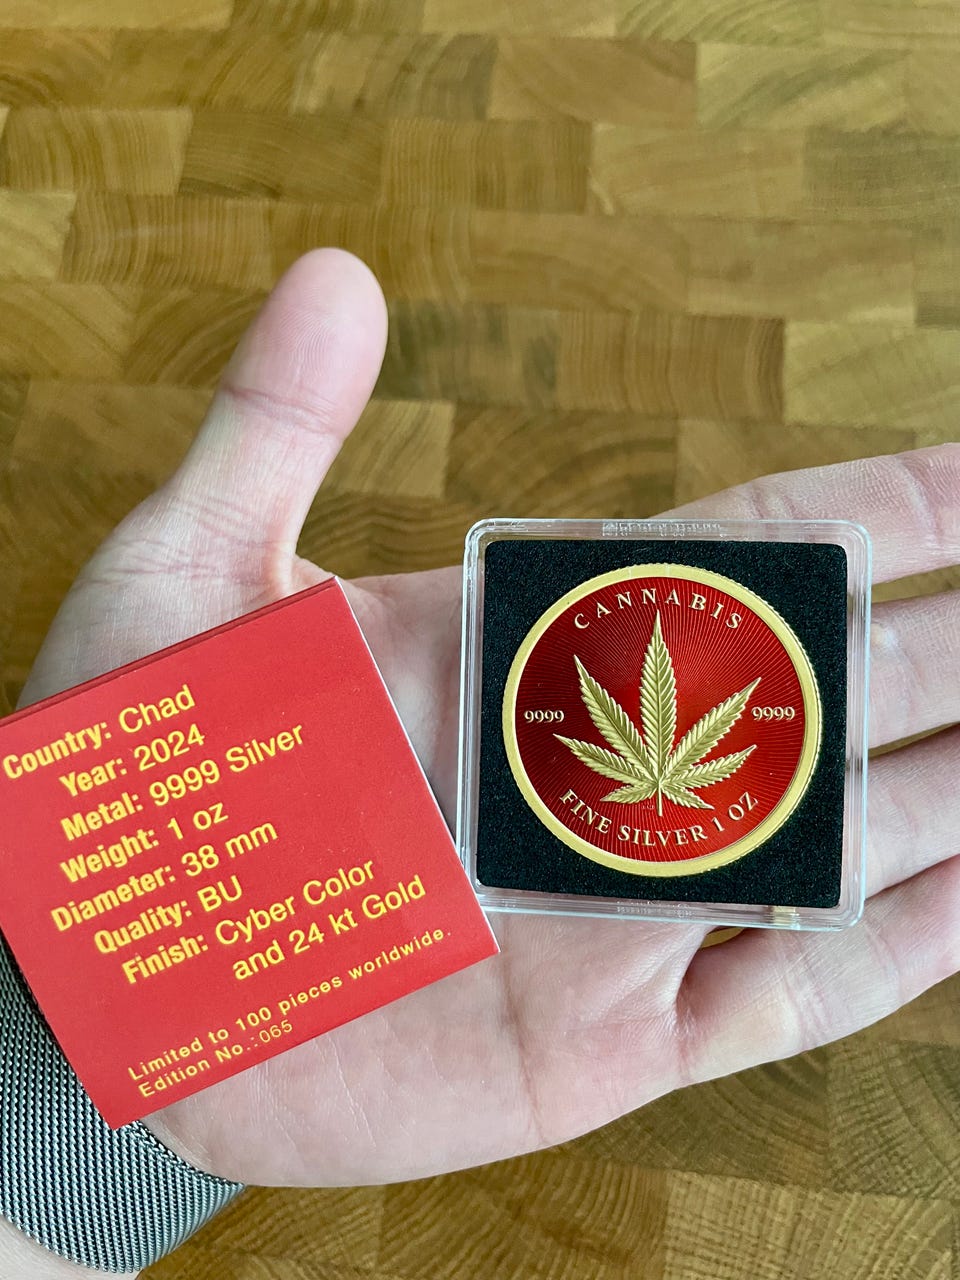 Country: Chad
Year: 2024
Metal: 9999 Silver
Weight: 1 oz
Diameter: 38 mm
Quality: BU
Finish: Cyber Color
and 24 kt Gold
Limited to 100 pieces worldwide.
Edition No.:065
CANNABIS
9999 9999
FINE SILVER 1 OZ